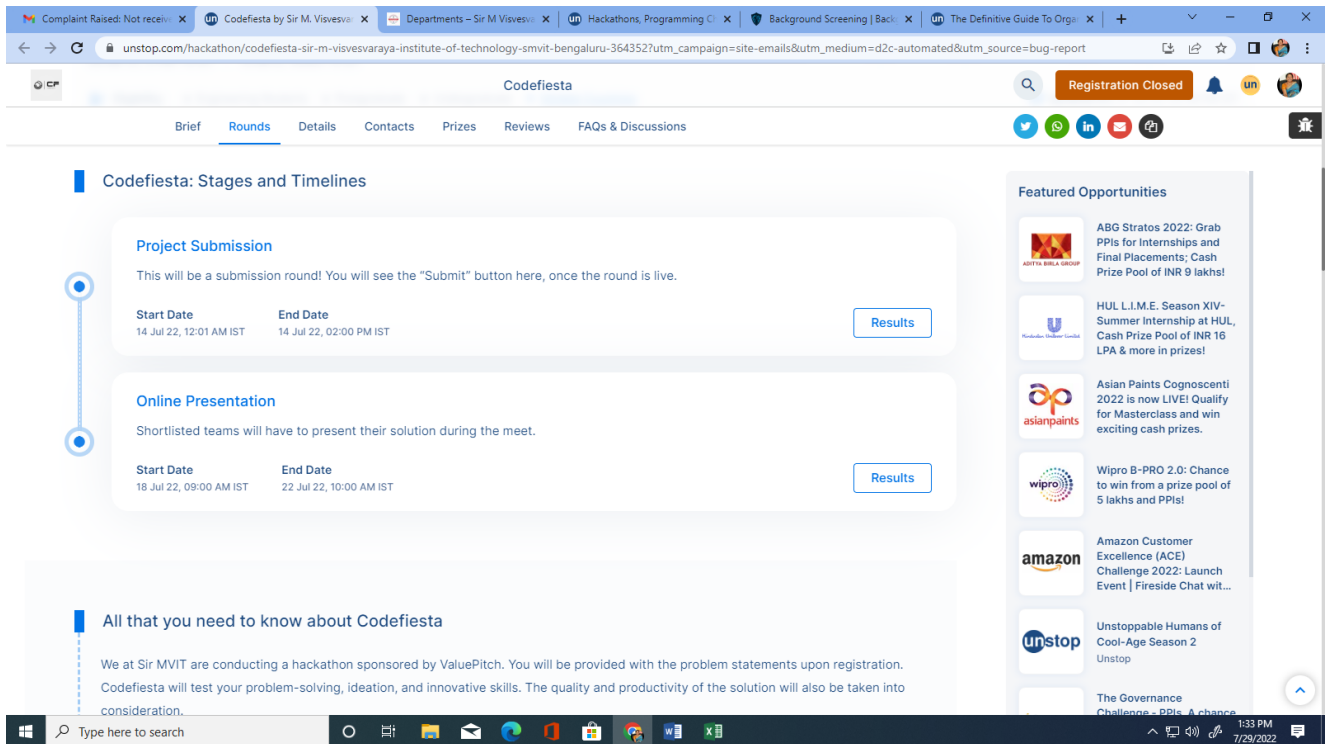 Complaint Raised: Not receive
Codefiesta by Sir M. Visvesva
Departments – Sir M Visvesva
Hackathons, Programming C
Background Screening | Back
The Definitive Guide To Orga
unstop.com/hackathon/codefiesta-sir-m-visvesvaraya-institute-of-technology-smvit-bengaluru-364352?utm_campaign=site-emails&utm_medium=d2c-automated&utm_source=bug-report
CF
Codefiesta
Registration Closed
un
Brief Rounds Details Contacts Prizes Reviews FAQs & Discussions
Codefiesta: Stages and Timelines
Project Submission
This will be a submission round! You will see the “Submit” button here, once the round is live.
Start Date End Date
14 Jul 22, 12:01 AM IST 14 Jul 22, 02:00 PM IST
Results
Online Presentation
Shortlisted teams will have to present their solution during the meet.
Start Date End Date
18 Jul 22, 09:00 AM IST 22 Jul 22, 10:00 AM IST
Results
All that you need to know about Codefiesta
We at Sir MVIT are conducting a hackathon sponsored by ValuePitch. You will be provided with the problem statements upon registration.
Codefiesta will test your problem-solving, ideation, and innovative skills. The quality and productivity of the solution will also be taken into
consideration.
Featured Opportunities
ADITYA BIRLA GROUP
ABG Stratos 2022: Grab
PPIs for Internships and
Final Placements; Cash
Prize Pool of INR 9 lakhs!
Hindustan Unilever Limited
HUL L.I.M.E. Season XIV-
Summer Internship at HUL,
Cash Prize Pool of INR 16
LPA & more in prizes!
ap
asianpaints
Asian Paints Cognoscenti
2022 is now LIVE! Qualify
for Masterclass and win
exciting cash prizes.
wipro
Wipro B-PRO 2.0: Chance
to win from a prize pool of
5 lakhs and PPIs!
amazon
Amazon Customer
Excellence (ACE)
Challenge 2022: Launch
Event | Fireside Chat wit...
unstop
Unstoppable Humans of
Cool-Age Season 2
Unstop
The Governance
Challenge - PPIs, A chance
Type here to search
1:33 PM
7/29/2022